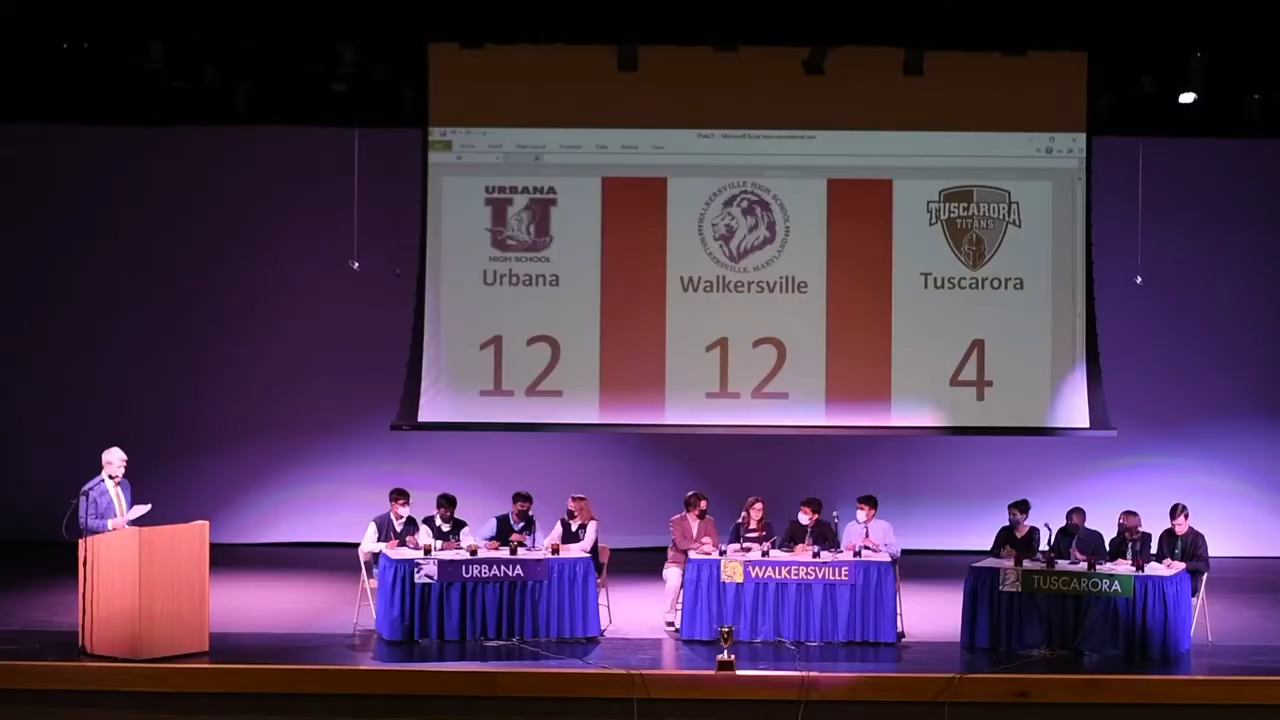 URBANA
U
HIGH SCHOOL
Urbana
12
WALKERSVILLE HIGH SCHOOL
WALKERSVILLE, MARYLAND
Walkersville
12
TUSCARORA
TITANS
Tuscarora
4
URBANA
WALKERSVILLE
TUSCARORA